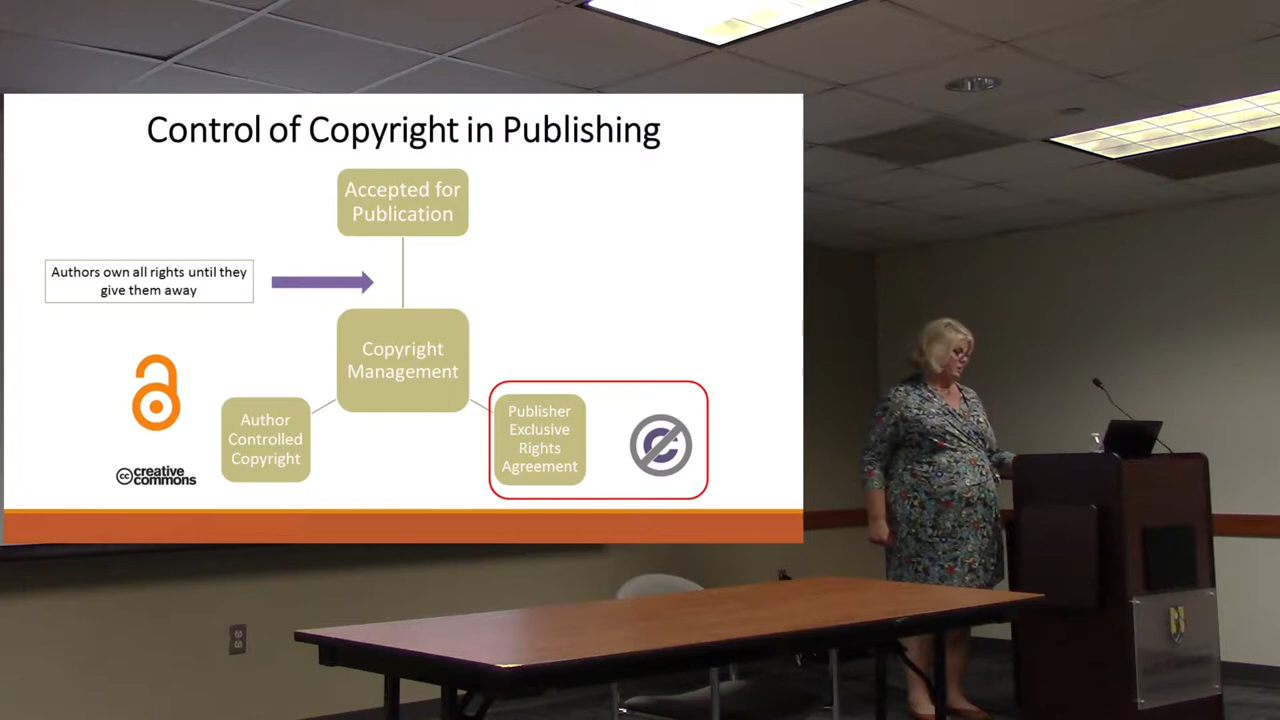 Control of Copyright in Publishing
Accepted for
Publication
Authors own all rights until they
give them away
Copyright
Management
Author
Controlled
Copyright
Publisher
Exclusive
Rights
Agreement
cc creative
commons